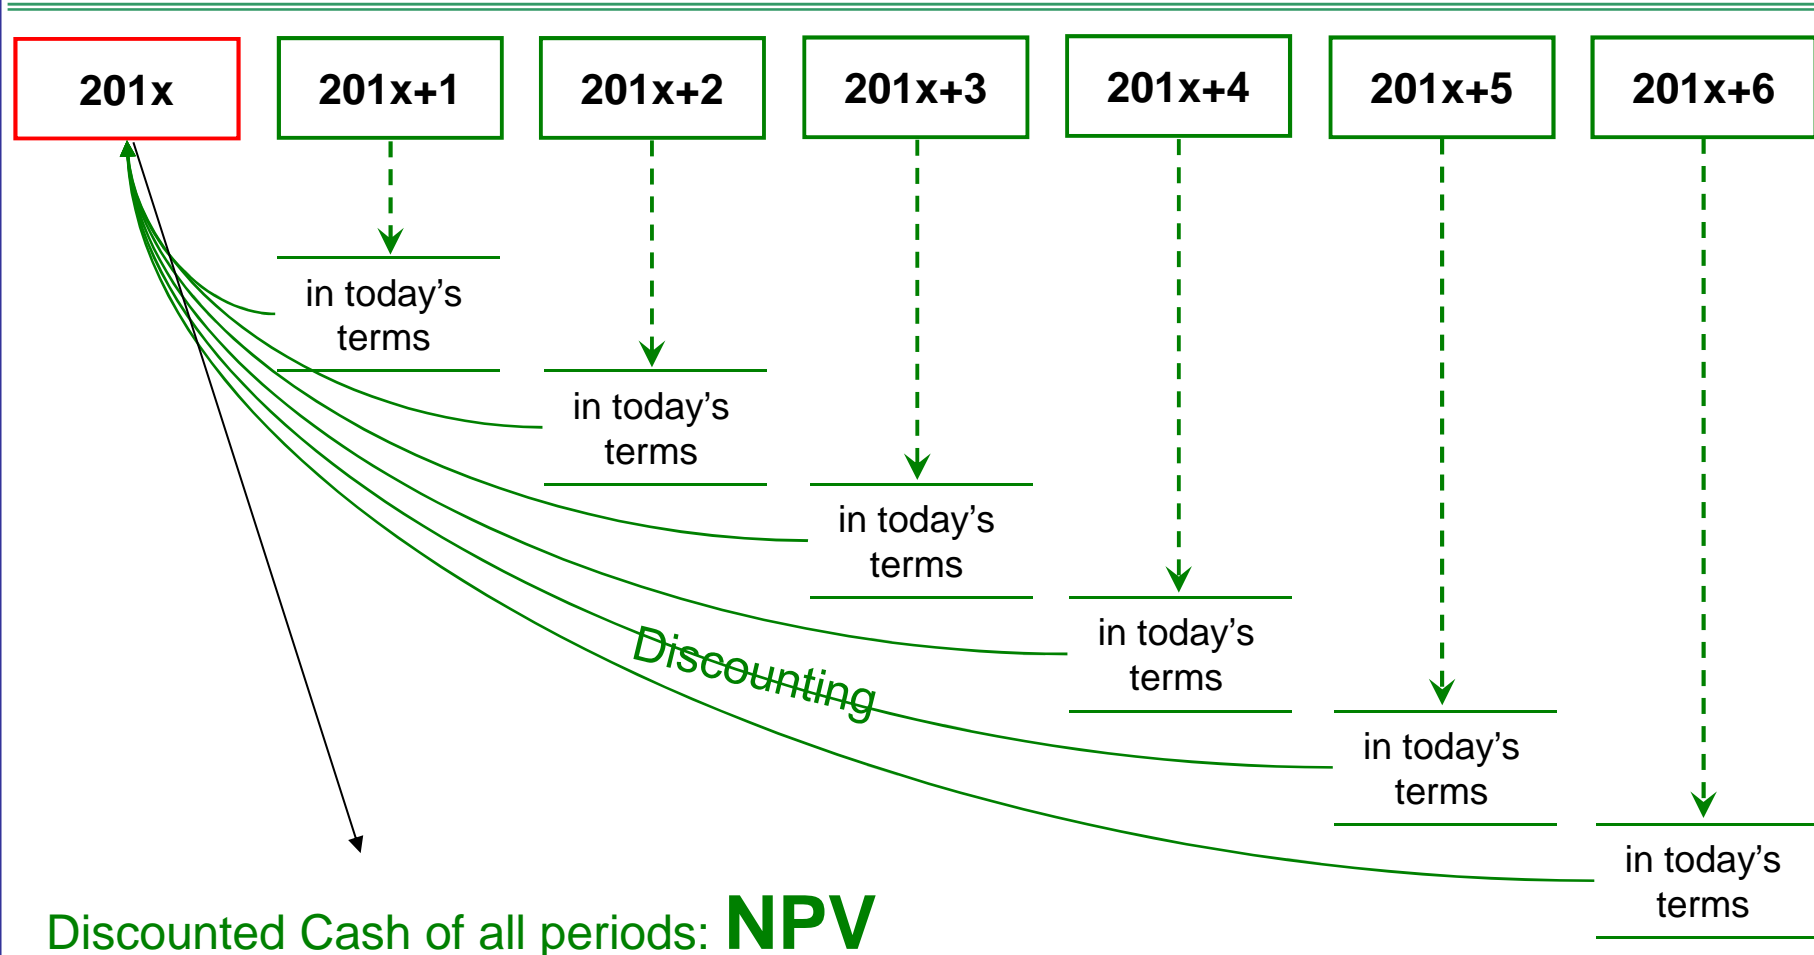 201x
201x+1
201x+2
201x+3
201x+4
201x+5
201x+6
in today’s
terms
in today’s
terms
in today’s
terms
in today’s
terms
in today’s
terms
in today’s
terms
Discounting
Discounted Cash of all periods: NPV